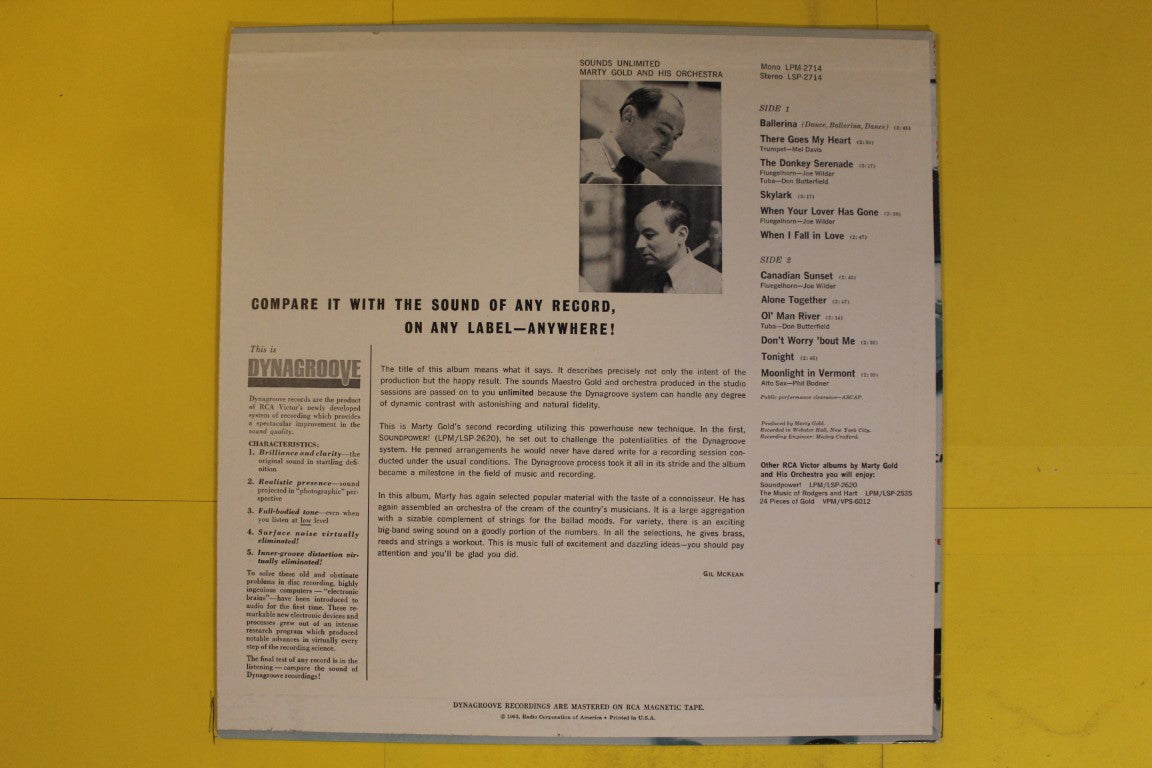 SOUNDS UNLIMITED
MARTY GOLD AND HIS ORCHESTRA
COMPARE IT WITH THE SOUND OF ANY RECORD,
ON ANY LABEL—ANYWHERE!
This is
DYNAGROOVE
Dynagroove records are the product
of RCA Victor's newly developed
system of recording which provides
a spectacular improvement in the
sound quality.
CHARACTERISTICS:
1. Brilliance and clarity—the
original sound in startling defi-
nition
2. Realistic presence—sound
projected in "photographic" per-
spective
3. Full-bodied tone—even when
you listen at low level
4. Surface noise virtually
eliminated!
5. Inner-groove distortion vir-
tually eliminated!
To solve these old and obstinate
problems in disc recording, highly
ingenious computers — "electronic
brains"—have been introduced to
audio for the first time. These re-
markable new electronic devices and
processes grew out of an intense
research program which produced
notable advances in virtually every
step of the recording science.
The final test of any record is in the
listening — compare the sound of
Dynagroove recordings!
The title of this album means what it says. It describes precisely not only the intent of the
production but the happy result. The sounds Maestro Gold and orchestra produced in the studio
sessions are passed on to you unlimited because the Dynagroove system can handle any degree
of dynamic contrast with astonishing and natural fidelity.
This is Marty Gold's second recording utilizing this powerhouse new technique. In the first,
SOUNDPOWER! (LPM/LSP-2620), he set out to challenge the potentialities of the Dynagroove
system. He penned arrangements he would never have dared write for a recording session con-
ducted under the usual conditions. The Dynagroove process took it all in its stride and the album
became a milestone in the field of music and recording.
In this album, Marty has again selected popular material with the taste of a connoisseur. He has
again assembled an orchestra of the cream of the country's musicians. It is a large aggregation
with a sizable complement of strings for the ballad moods. For variety, there is an exciting
big-band swing sound on a goodly portion of the numbers. In all the selections, he gives brass,
reeds and strings a workout. This is music full of excitement and dazzling ideas—you should pay
attention and you'll be glad you did.
GIL MCKEAN
Mono LPM-2714
Stereo LSP-2714
SIDE 1
Ballerina (Dance, Ballerina, Dance)
There Goes My Heart
Trumpet—Mel Davis
The Donkey Serenade
Fluegelhorn—Joe Wilder
Tuba—Don Butterfield
Skylark
When Your Lover Has Gone
Fluegelhorn—Joe Wilder
When I Fall in Love (2:47)
SIDE 2
Canadian Sunset
Fluegelhorn—Joe Wilder
Alone Together
Ol' Man River
Tuba—Don Butterfield
Don't Worry 'bout Me
Tonight
Moonlight in Vermont
Alto Sax—Phil Bodner
Public performance clearance—ASCAP.
Produced by Marty Gold.
Recorded in Webster Hall, New York City.
Recording Engineer: Mickey Crofford.
Other RCA Victor albums by Marty Gold
and His Orchestra you will enjoy:
Soundpower! LPM/LSP-2620
The Music of Rodgers and Hart LPM/LSP-2535
24 Pieces of Gold VPM/VPS-6012
DYNAGROOVE RECORDINGS ARE MASTERED ON RCA MAGNETIC TAPE.
© 1963, Radio Corporation of America • Printed in U.S.A.